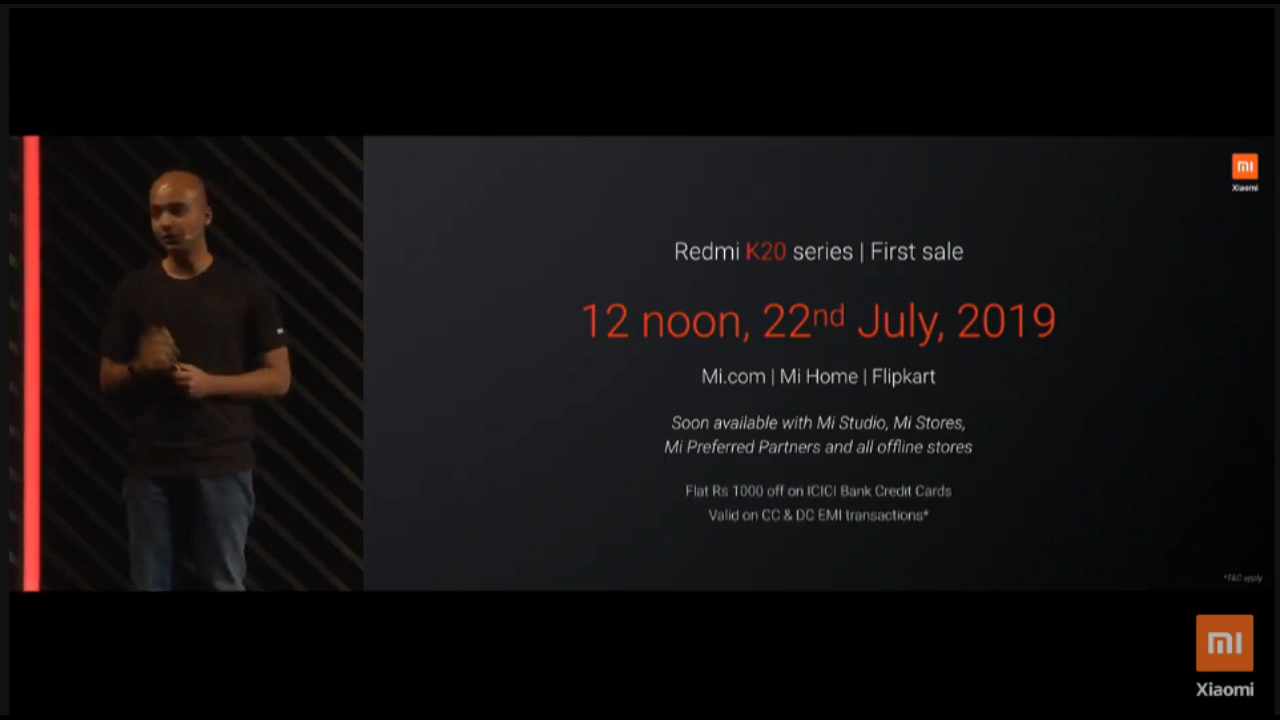 mi
Xiaomi
Redmi K20 series | First sale
12 noon, 22nd July, 2019
Mi.com | Mi Home | Flipkart
Soon available with Mi Studio, Mi Stores,
Mi Preferred Partners and all offline stores
Flat Rs 1000 off on ICICI Bank Credit Cards
Valid on CC & DC EMI transactions*
*T&C apply
mi
Xiaomi